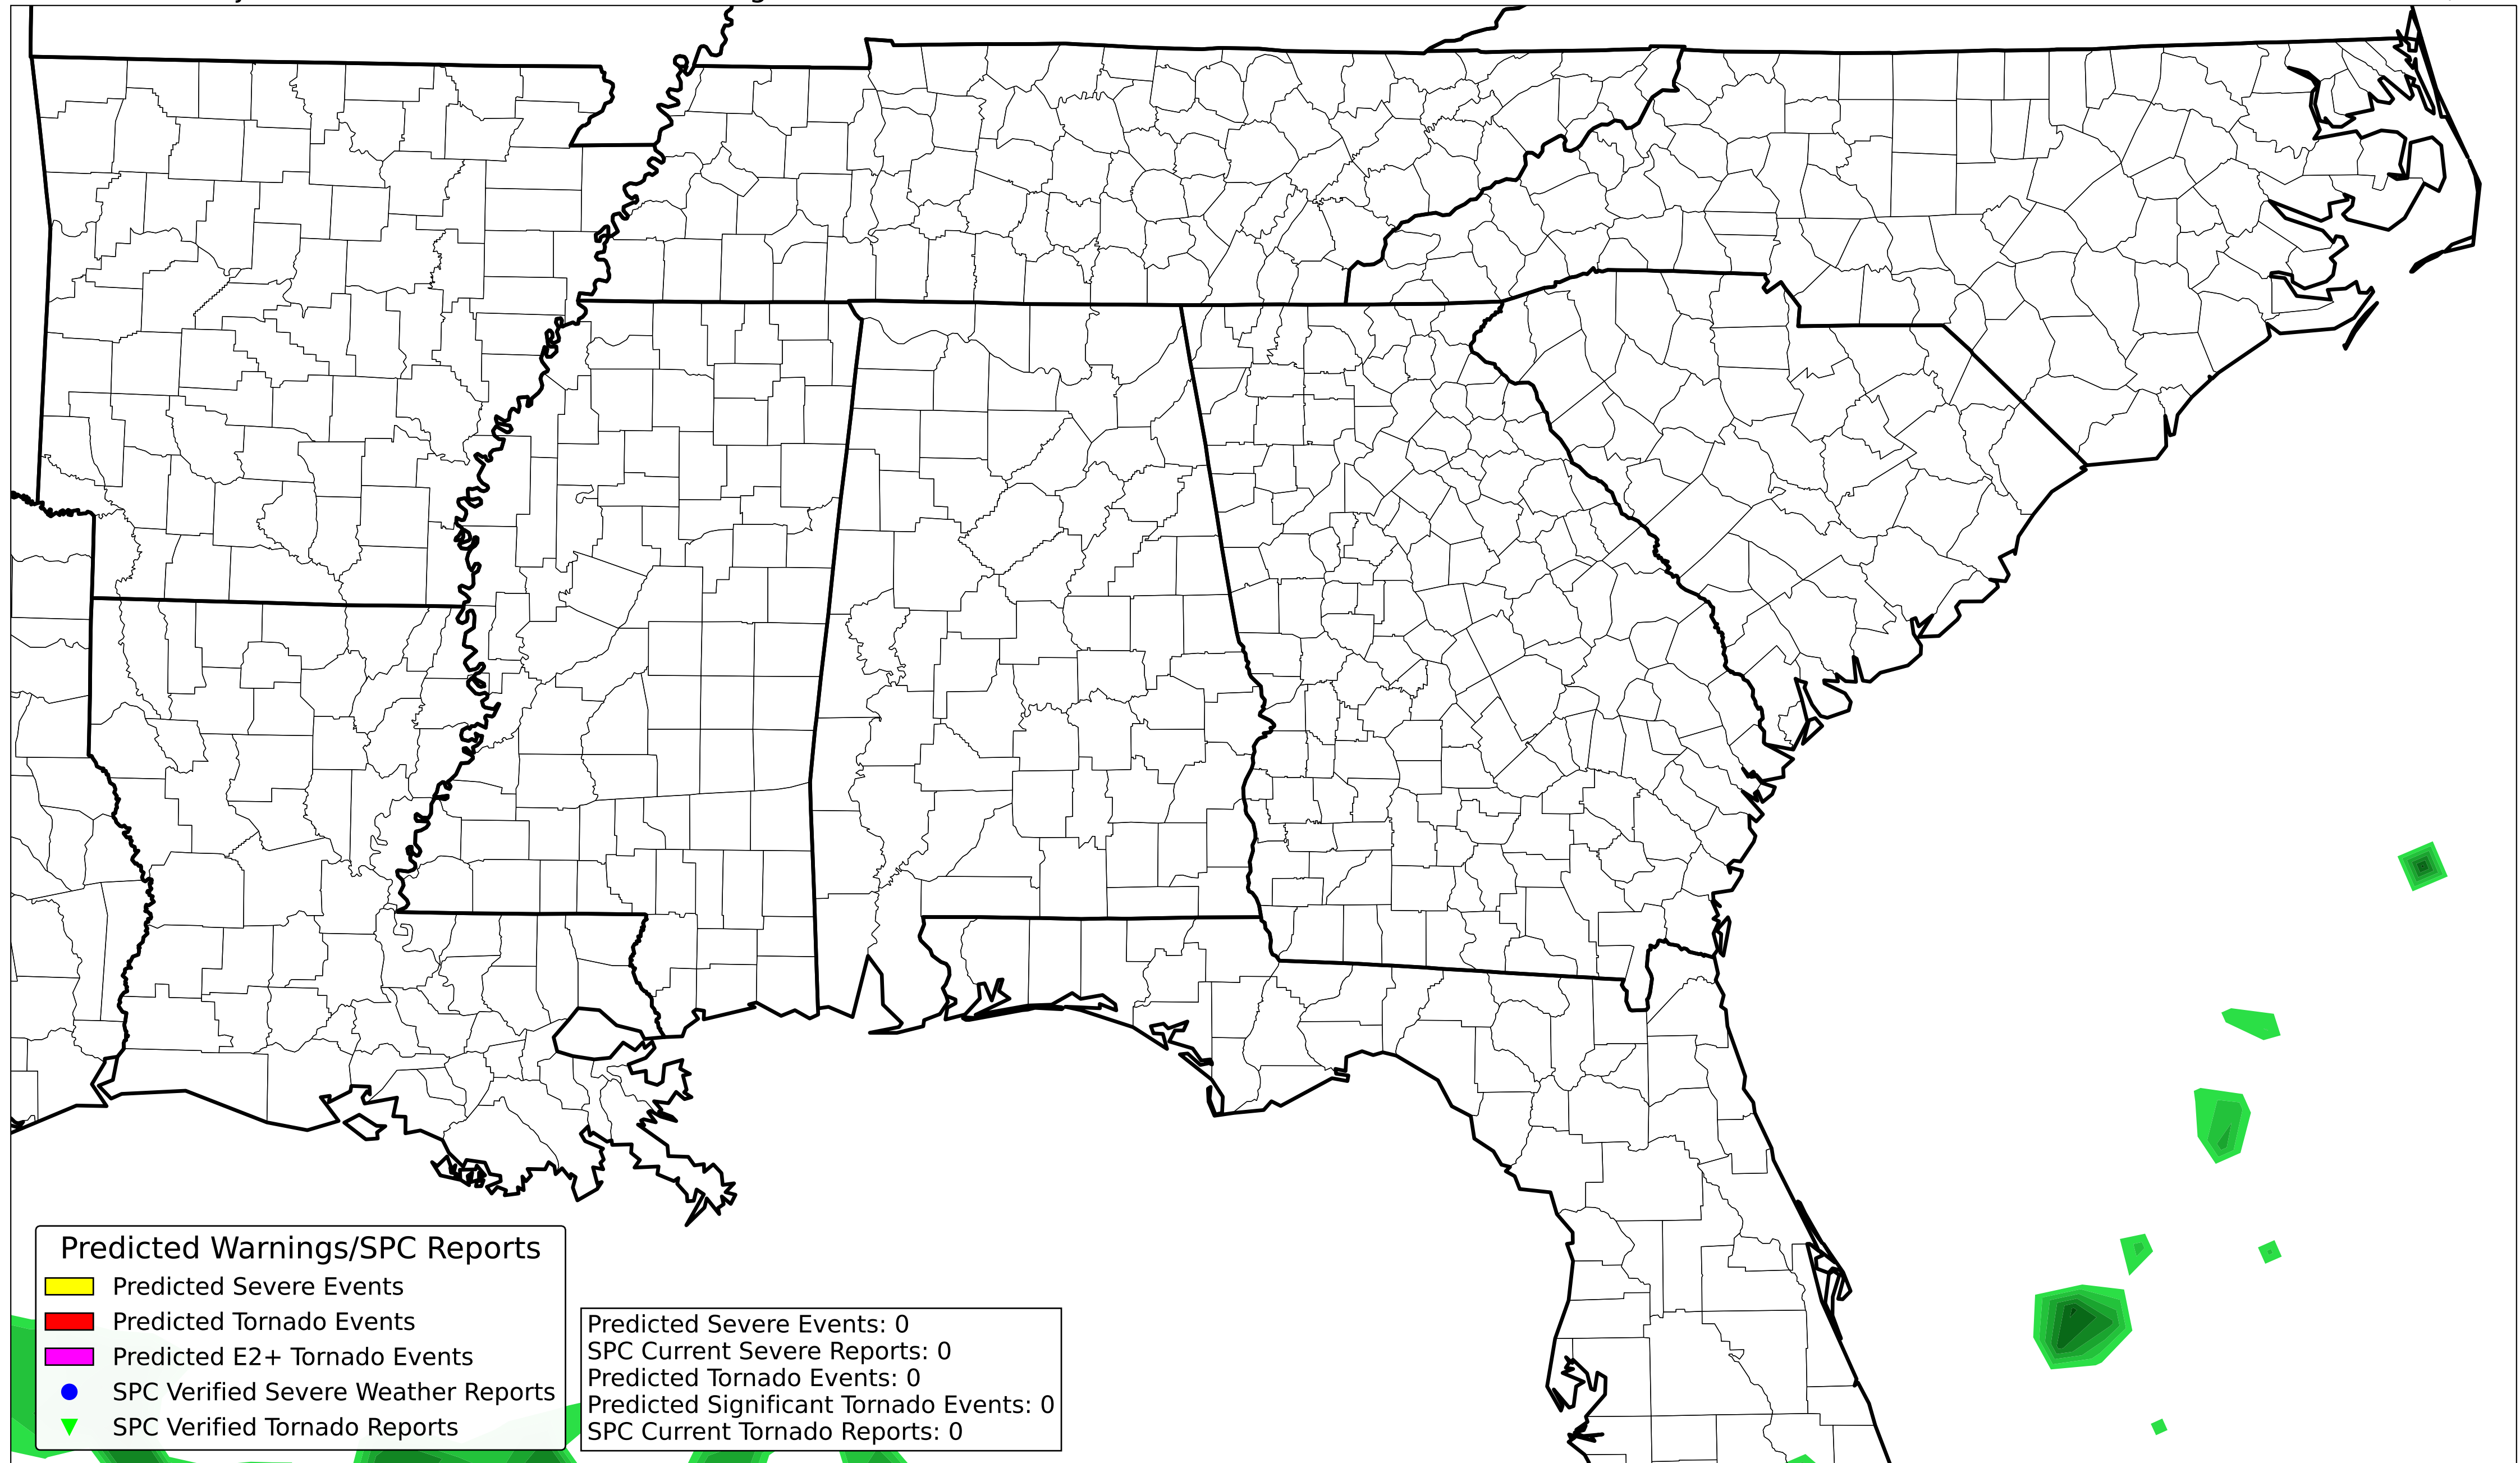 Predicted Warnings/SPC Reports
Predicted Severe Events
Predicted Tornado Events
Predicted E2+ Tornado Events
SPC Verified Severe Weather Reports
SPC Verified Tornado Reports
Predicted Severe Events: 0
SPC Current Severe Reports: 0
Predicted Tornado Events: 0
Predicted Significant Tornado Events: 0
SPC Current Tornado Reports: 0